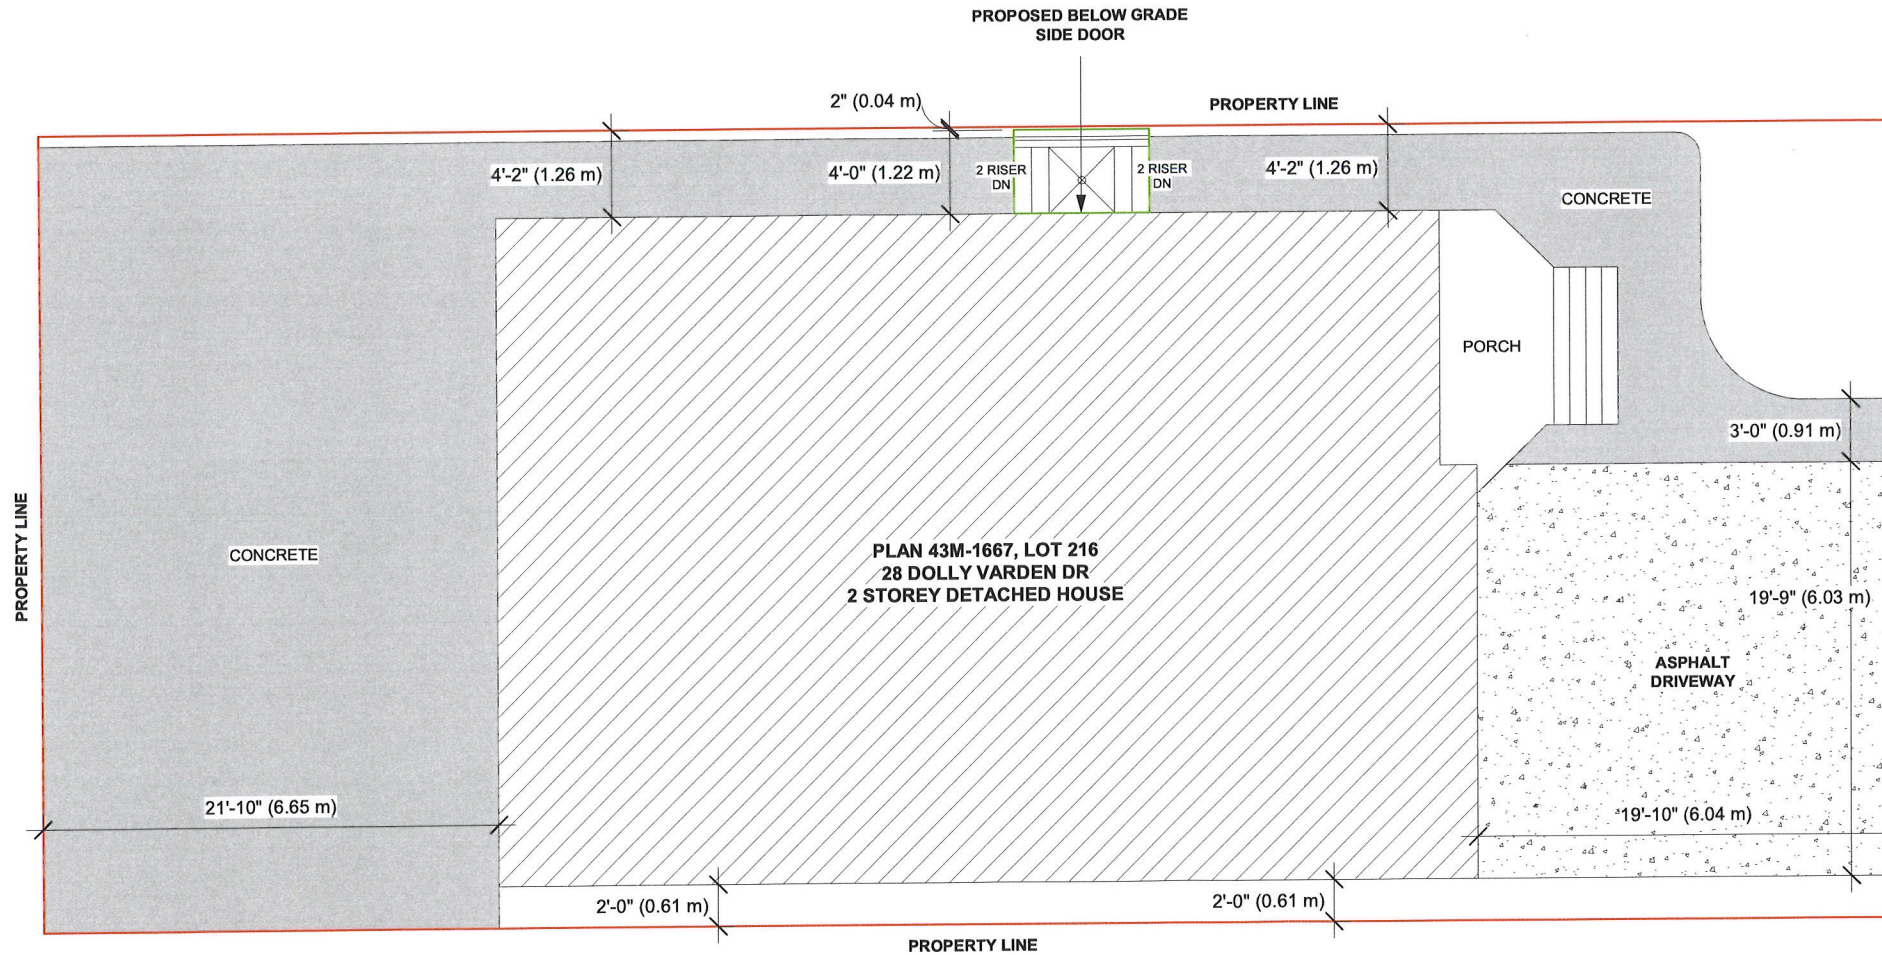 PROPOSED BELOW GRADE
SIDE DOOR
2" (0.04 m)
PROPERTY LINE
4'-2" (1.26 m)
4'-0" (1.22 m)
2 RISER
DN
2 RISER
DN
4'-2" (1.26 m)
CONCRETE
PORCH
3'-0" (0.91 m)
PROPERTY LINE
CONCRETE
PLAN 43M-1667, LOT 216
28 DOLLY VARDEN DR
2 STOREY DETACHED HOUSE
19'-9" (6.03 m)
ASPHALT
DRIVEWAY
21'-10" (6.65 m)
19'-10" (6.04 m)
2'-0" (0.61 m)
2'-0" (0.61 m)
PROPERTY LINE